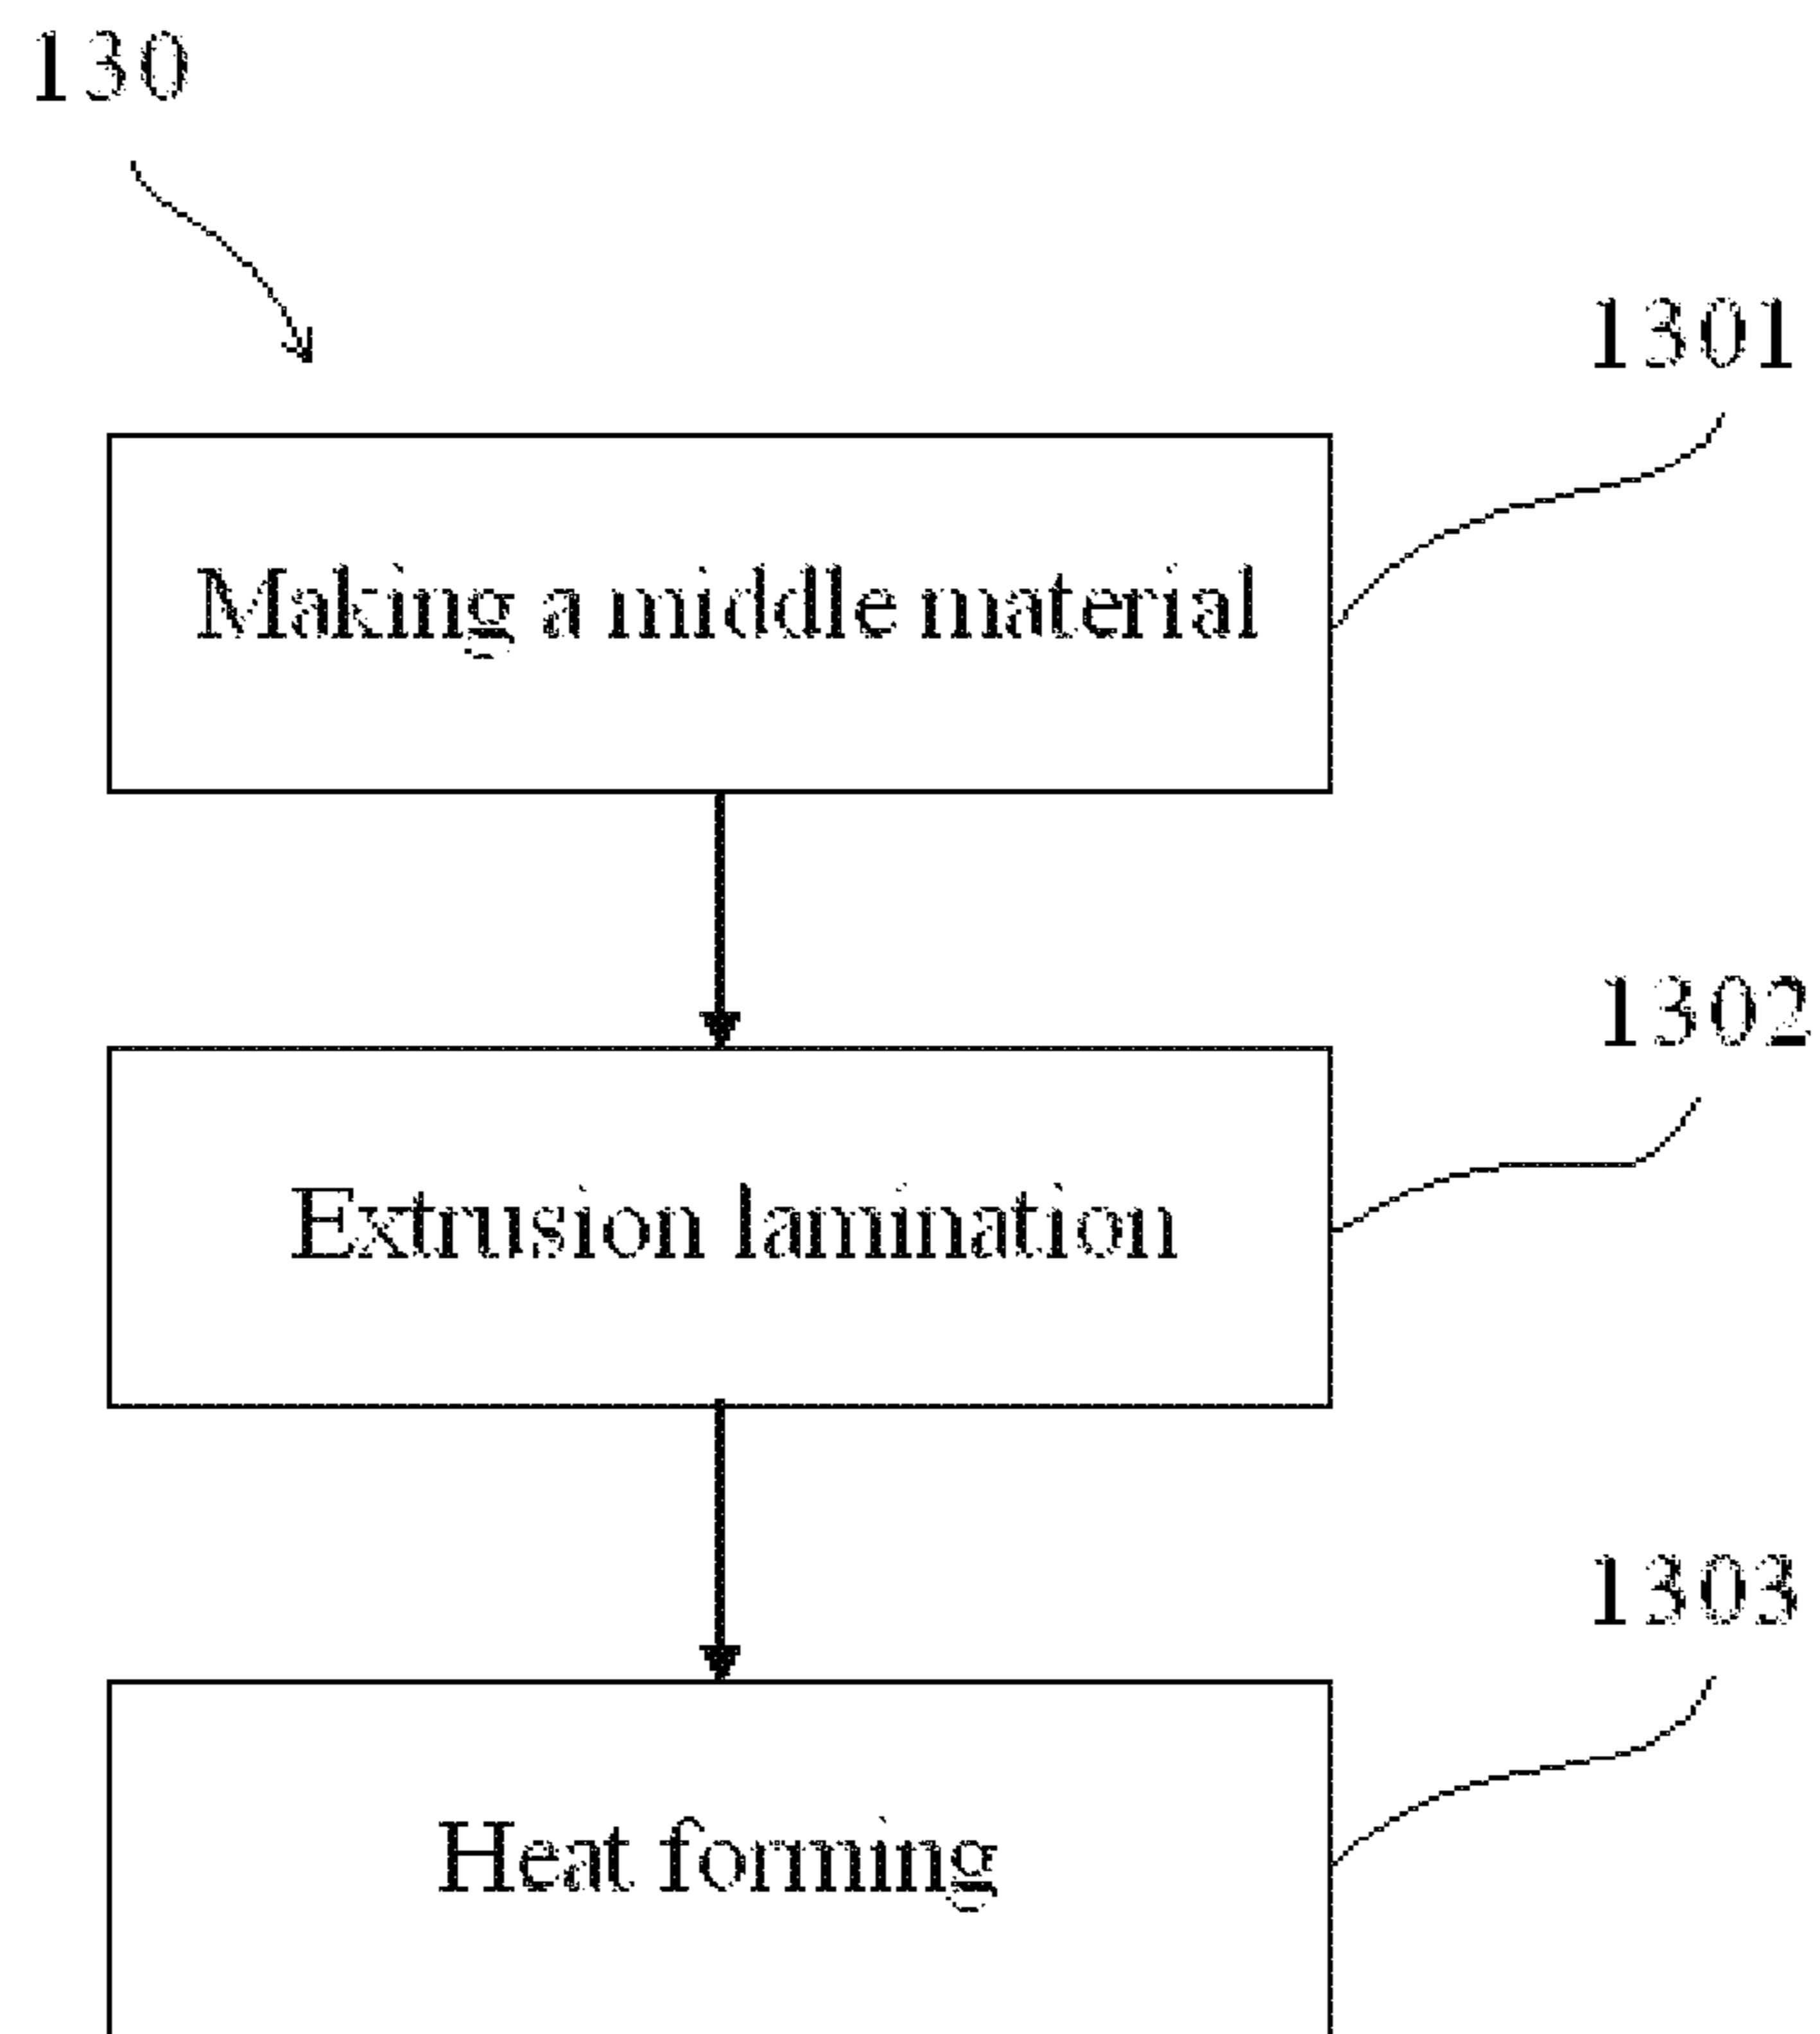 130
1301
Making a middle material
1302
Extrusion lamination
1303
Heat forming